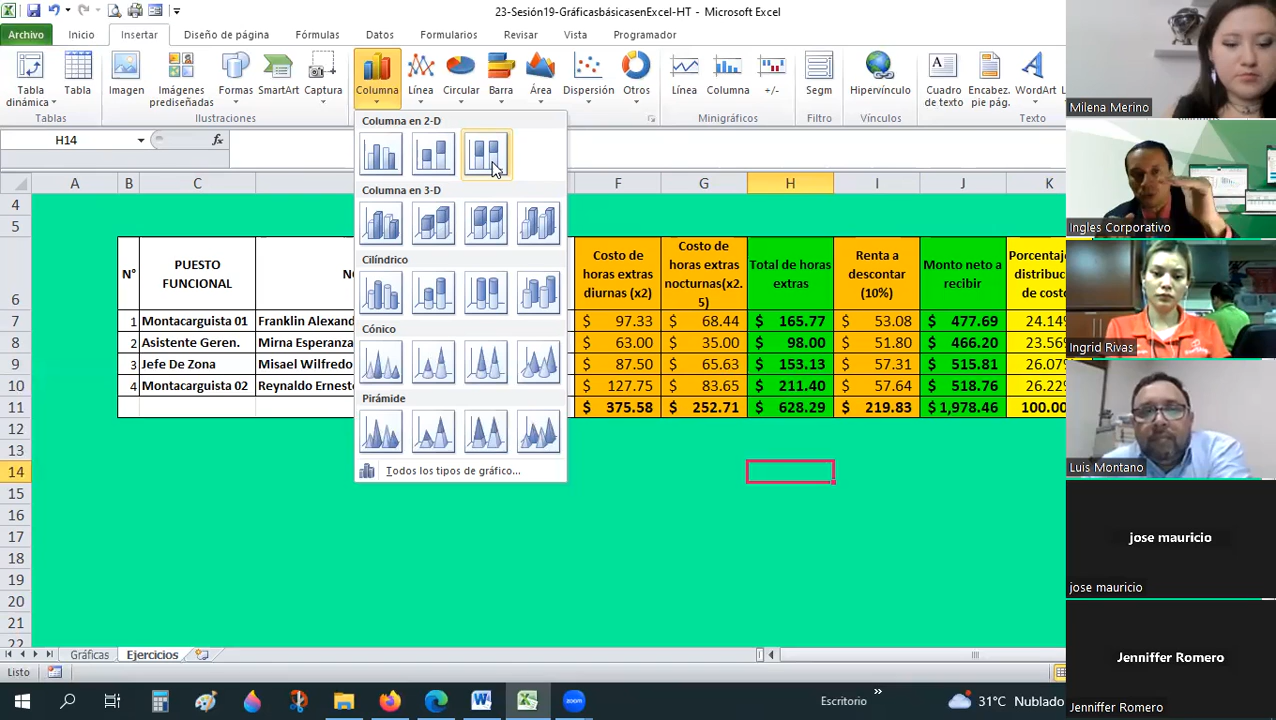 23-Sesión19-GráficasbásicasenExcel-HT - Microsoft Excel
Archivo Inicio Insertar Diseño de página Fórmulas Datos Formularios Revisar Vista Programador
Tabla dinámica Tabla Imagen Imágenes prediseñadas Formas SmartArt Captura Columna Línea Circular Barra Área Dispersión Otros Línea Columna +/- Segm Hipervínculo Cuadro de texto Encabez. pie pág. WordArt
Tablas Ilustraciones Minigráficos Filtro Vínculos
H14 fx
Columna en 2-D
Columna en 3-D
Cilíndrico
Cónico
Pirámide
Todos los tipos de gráfico...
A B C F G H I J K
4
5
6
N° PUESTO FUNCIONAL Costo de horas extras diurnas (x2) Costo de horas extras nocturnas(x2.5) Total de horas extras Renta a descontar (10%) Monto neto a recibir
7 1 Montacarguista 01 Franklin Alexand $ 97.33 $ 68.44 $ 165.77 $ 53.08 $ 477.69
8 2 Asistente Geren. Mirna Esperanza $ 63.00 $ 35.00 $ 98.00 $ 51.80 $ 466.20
9 3 Jefe De Zona Misael Wilfredo $ 87.50 $ 65.63 $ 153.13 $ 57.31 $ 515.81
10 4 Montacarguista 02 Reynaldo Ernest $ 127.75 $ 83.65 $ 211.40 $ 57.64 $ 518.76
11 $ 375.58 $ 252.71 $ 628.29 $ 219.83 $ 1,978.46 100.00
12
13
14
15
16
17
18
19
20
21
22
Gráficas Ejercicios
Listo
W zoom Escritorio » 31°C Nublado
Milena Merino
Ingles Corporativo
Ingrid Rivas
Luis Montano
jose mauricio
jose mauricio
Jenniffer Romero
Jenniffer Romero